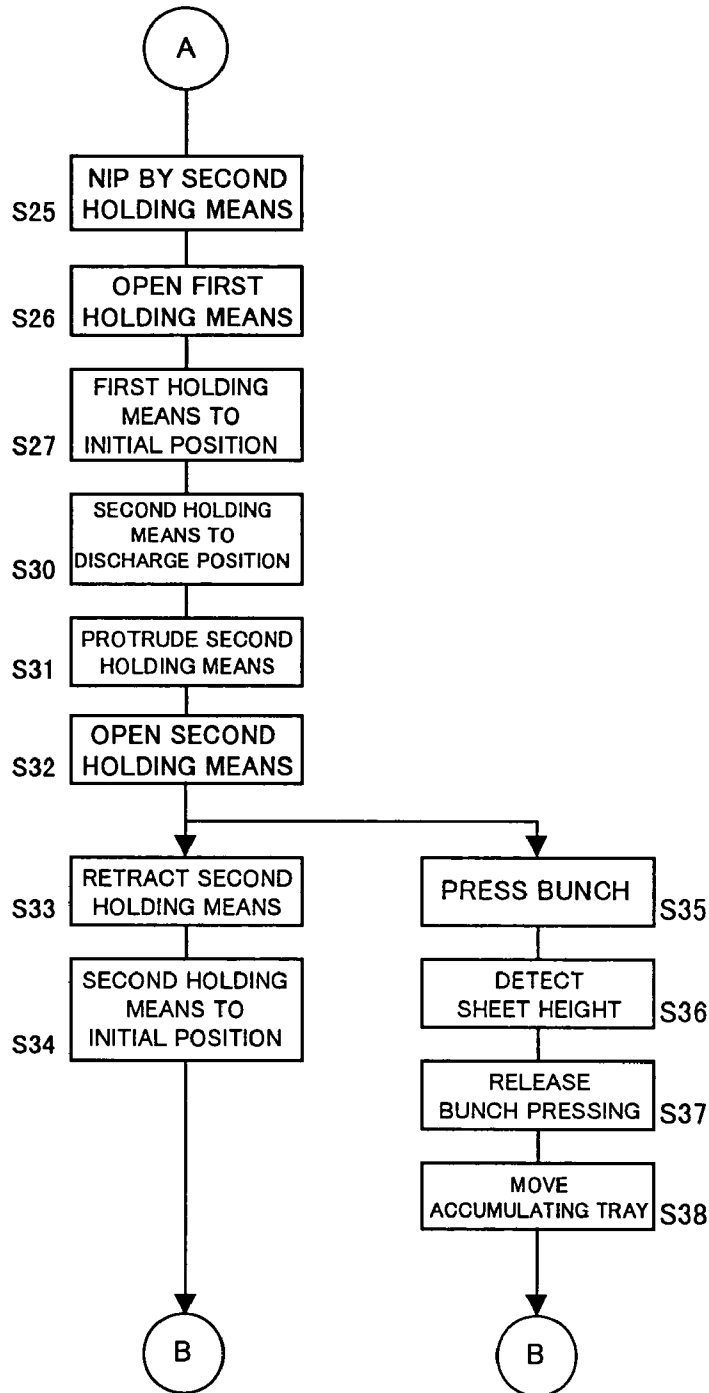 A
NIP BY SECOND
HOLDING MEANS
S25
OPEN FIRST
HOLDING MEANS
S26
FIRST HOLDING
MEANS TO
INITIAL POSITION
S27
SECOND HOLDING
MEANS TO
DISCHARGE POSITION
S30
PROTRUDE SECOND
HOLDING MEANS
S31
OPEN SECOND
HOLDING MEANS
S32
RETRACT SECOND
HOLDING MEANS
S33
SECOND HOLDING
MEANS TO
INITIAL POSITION
S34
B
PRESS BUNCH
S35
DETECT
SHEET HEIGHT
S36
RELEASE
BUNCH PRESSING
S37
MOVE
ACCUMULATING TRAY
S38
B